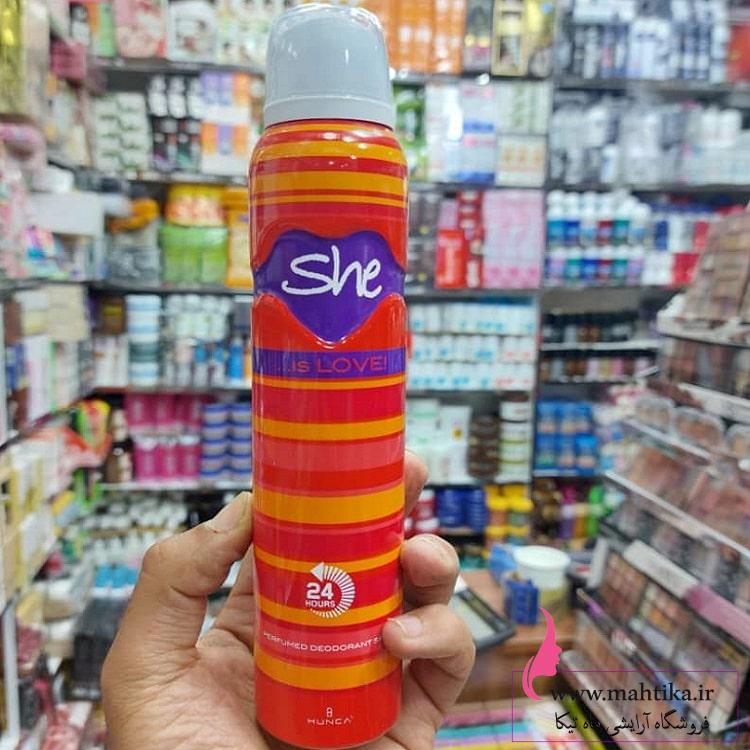 She
...is LOVE!
24
HOURS
PERFUMED DEODORANT
HUNCA
www.mahtika.ir
فروشگاه آرایشی ماه تیکا